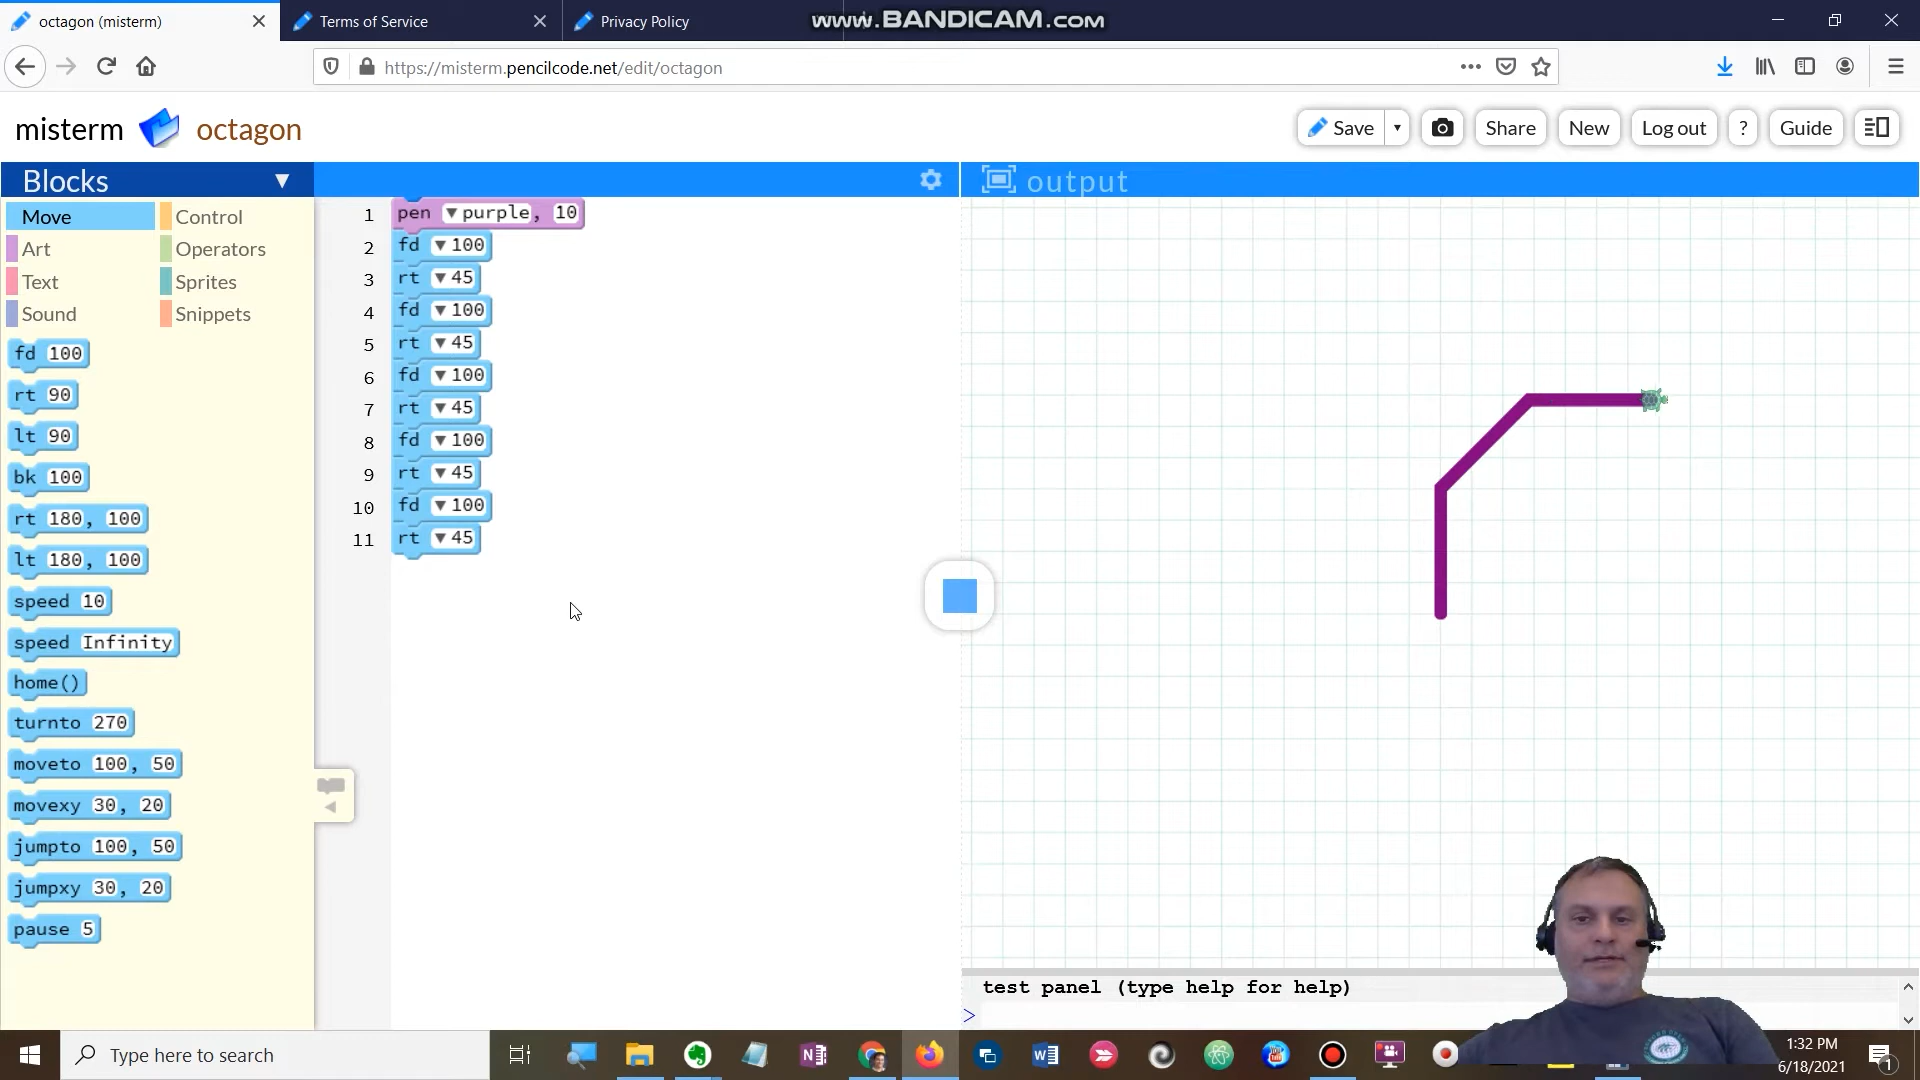 octagon (misterm)
Terms of Service
Privacy Policy
www.BANDICAM.com
https://misterm.pencilcode.net/edit/octagon
misterm octagon
Save
Share
New
Log out
?
Guide
Blocks
output
Move
Control
Art
Operators
Text
Sprites
Sound
Snippets
fd 100
rt 90
lt 90
bk 100
rt 180, 100
lt 180, 100
speed 10
speed Infinity
home()
turnto 270
moveto 100, 50
movexy 30, 20
jumpto 100, 50
jumpxy 30, 20
pause 5
1 pen purple, 10
2 fd 100
3 rt 45
4 fd 100
5 rt 45
6 fd 100
7 rt 45
8 fd 100
9 rt 45
10 fd 100
11 rt 45
test panel (type help for help)
>
Type here to search
1:32 PM
6/18/2021
1